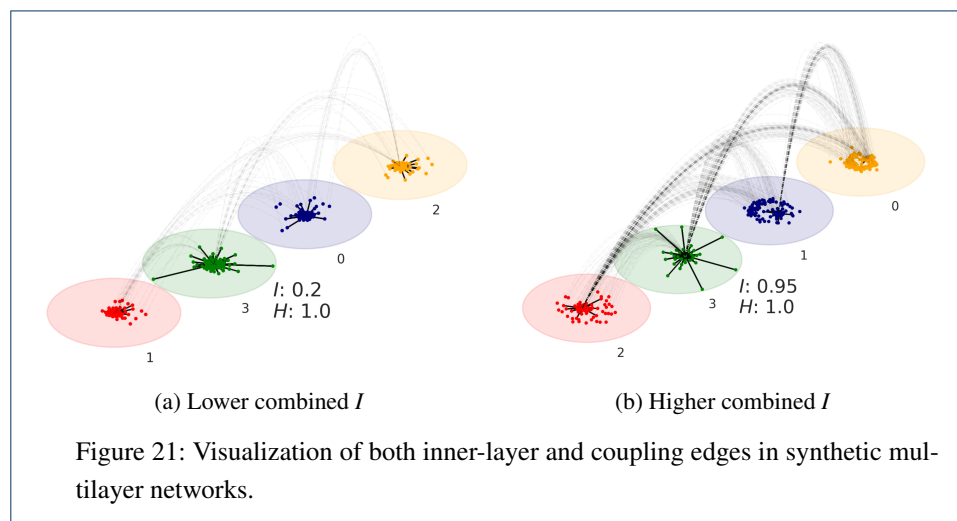 2
0
3
1
I: 0.2
H: 1.0
0
1
3
2
I: 0.95
H: 1.0
(a) Lower combined I
(b) Higher combined I
Figure 21: Visualization of both inner-layer and coupling edges in synthetic mul-
tilayer networks.